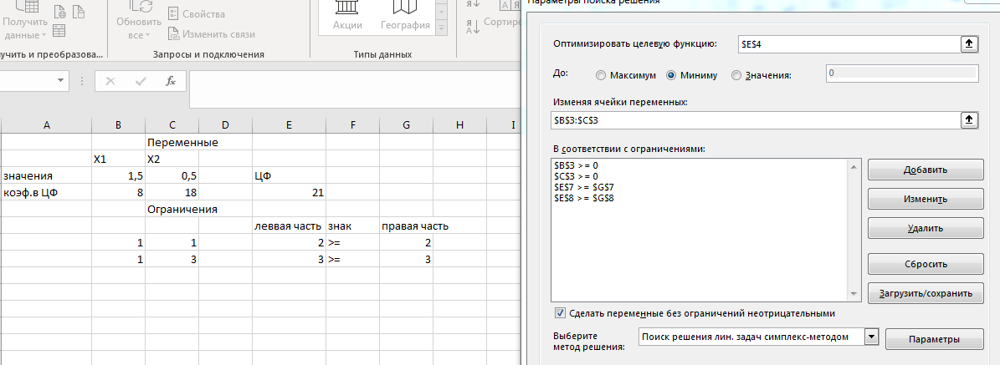 Параметры поиска решения
Получить данные
Обновить все
Свойства
Изменить связи
Акции
География
Сортиро
учить и преобразова...
Запросы и подключения
Типы данных
fx
A B C D E F G H I
Переменные
X1 X2
значения 1,5 0,5 ЦФ
коэф.в ЦФ 8 18 21
Ограничения
леввая часть знак правая часть
1 1 2 >= 2
1 3 3 >= 3
Оптимизировать целевую функцию: $E$4
До: Максимум Миниму Значения: 0
Изменяя ячейки переменных:
$B$3:$C$3
В соответствии с ограничениями:
$B$3 >= 0
$C$3 >= 0
$E$7 >= $G$7
$E$8 >= $G$8
Добавить
Изменить
Удалить
Сбросить
Загрузить/сохранить
Сделать переменные без ограничений неотрицательными
Выберите метод решения:
Поиск решения лин. задач симплекс-методом
Параметры